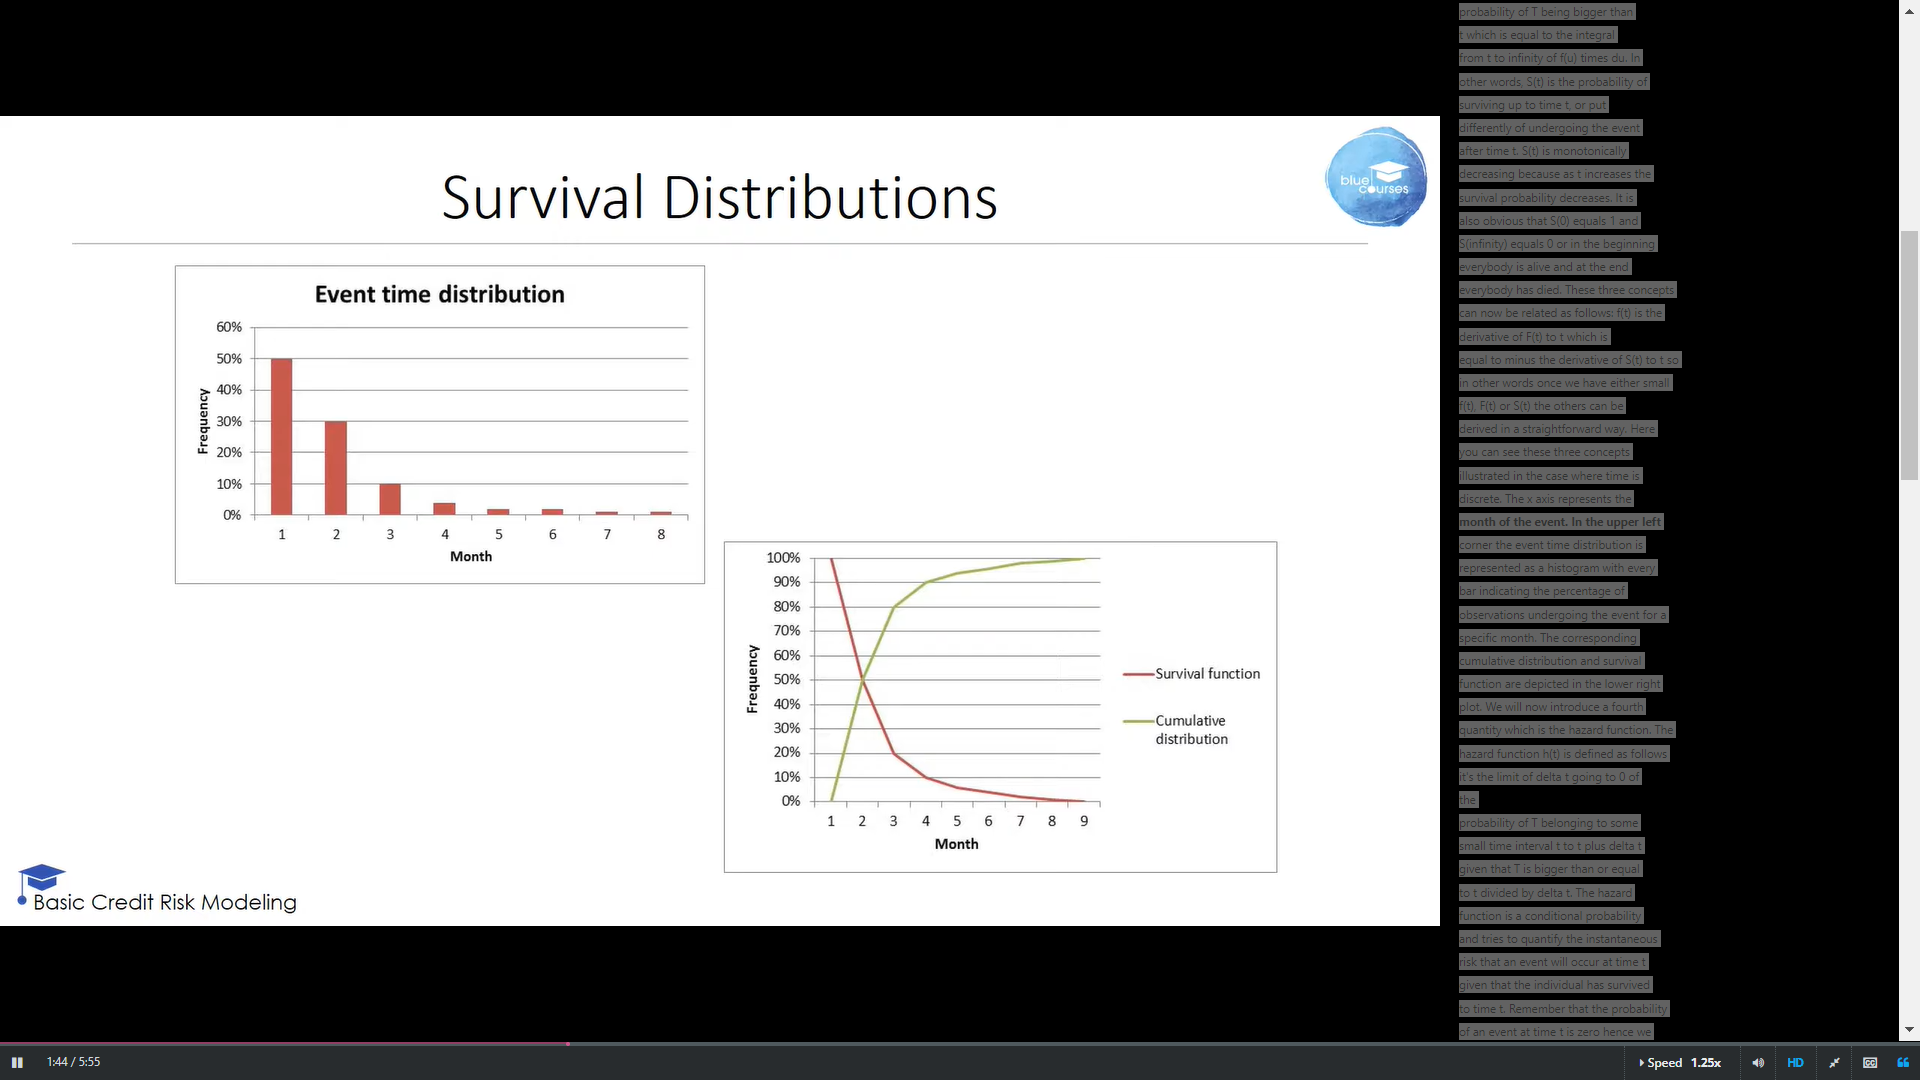 Survival Distributions
blue
courses
Event time distribution
60%
50%
40%
30%
20%
10%
0%
Frequency
1 2 3 4 5 6 7 8
Month
100%
90%
80%
70%
60%
50%
40%
30%
20%
10%
0%
Frequency
1 2 3 4 5 6 7 8 9
Month
Survival function
Cumulative
distribution
Basic Credit Risk Modeling
probability of T being bigger than
t which is equal to the integral
from t to infinity of f(u) times du. In
other words, S(t) is the probability of
surviving up to time t, or put
differently of undergoing the event
after time t. S(t) is monotonically
decreasing because as t increases the
survival probability decreases. It is
also obvious that S(0) equals 1 and
S(infinity) equals 0 or in the beginning
everybody is alive and at the end
everybody has died. These three concepts
can now be related as follows: f(t) is the
derivative of F(t) to t which is
equal to minus the derivative of S(t) to t so
in other words once we have either small
f(t), F(t) or S(t) the others can be
derived in a straightforward way. Here
you can see these three concepts
illustrated in the case where time is
discrete. The x axis represents the
month of the event. In the upper left
corner the event time distribution is
represented as a histogram with every
bar indicating the percentage of
observations undergoing the event for a
specific month. The corresponding
cumulative distribution and survival
function are depicted in the lower right
plot. We will now introduce a fourth
quantity which is the hazard function. The
hazard function h(t) is defined as follows
it's the limit of delta t going to 0 of
the
probability of T belonging to some
small time interval t to t plus delta t
given that T is bigger than or equal
to t divided by delta t. The hazard
function is a conditional probability
and tries to quantify the instantaneous
risk that an event will occur at time t
given that the individual has survived
to time t. Remember that the probability
of an event at time t is zero hence we
1:44 / 5:55
Speed 1.25x
HD
CC